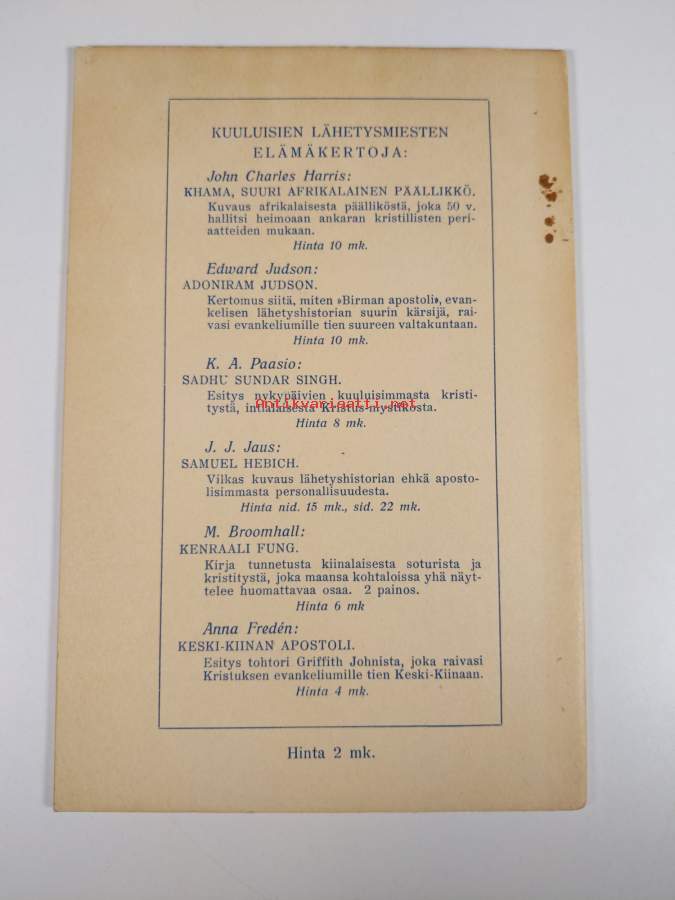 KUULUISIEN LÄHETYSMIESTEN
ELÄMÄKERTOJA:
John Charles Harris:
KHAMA, SUURI AFRIKALAINEN PÄÄLLIKKÖ.
Kuvaus afrikalaisesta päälliköstä, joka 50 v.
hallitsi heimoaan ankaran kristillisten peri-
aatteiden mukaan.
Hinta 10 mk.
Edward Judson:
ADONIRAM JUDSON.
Kertomus siitä, miten »Birman apostoli», evan-
kelisen lähetyshistorian suurin kärsijä, rai-
vasi evankeliumille tien suureen valtakuntaan.
Hinta 10 mk.
K. A. Paasio:
SADHU SUNDAR SINGH.
Esitys nykypäivien kuuluisimmasta kristi-
tystä, intialaisesta Kristus-mystikosta.
Antikvariaatti.net
Hinta 8 mk.
J. J. Jaus:
SAMUEL HEBICH.
Vilkas kuvaus lähetyshistorian ehkä aposto-
lisimmasta personallisuudesta.
Hinta nid. 15 mk., sid. 22 mk.
M. Broomhall:
KENRAALI FUNG.
Kirja tunnetusta kiinalaisesta soturista ja
kristitystä, joka maansa kohtaloissa yhä näyt-
telee huomattavaa osaa. 2 painos.
Hinta 6 mk
Anna Fredén:
KESKI-KIINAN APOSTOLI.
Esitys tohtori Griffith Johnista, joka raivasi
Kristuksen evankeliumille tien Keski-Kiinaan.
Hinta 4 mk.
Hinta 2 mk.